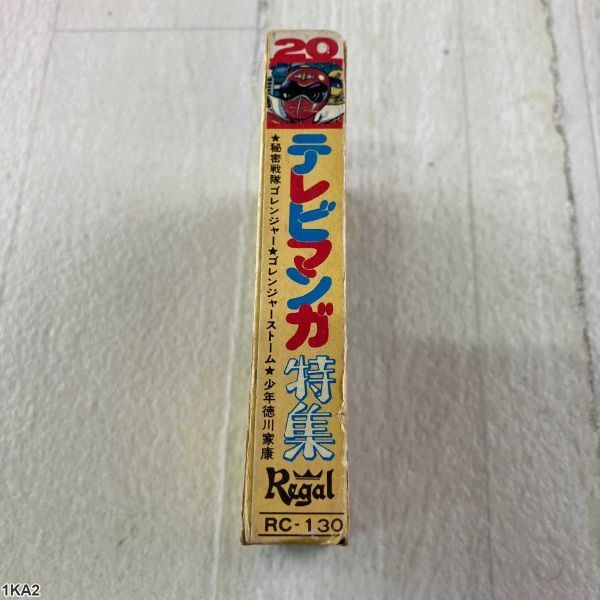 20
テレビマンガ特集
★秘密戦隊ゴレンジャー★ゴレンジャーストーム★少年徳川家康
Regal
RC-130
1KA2